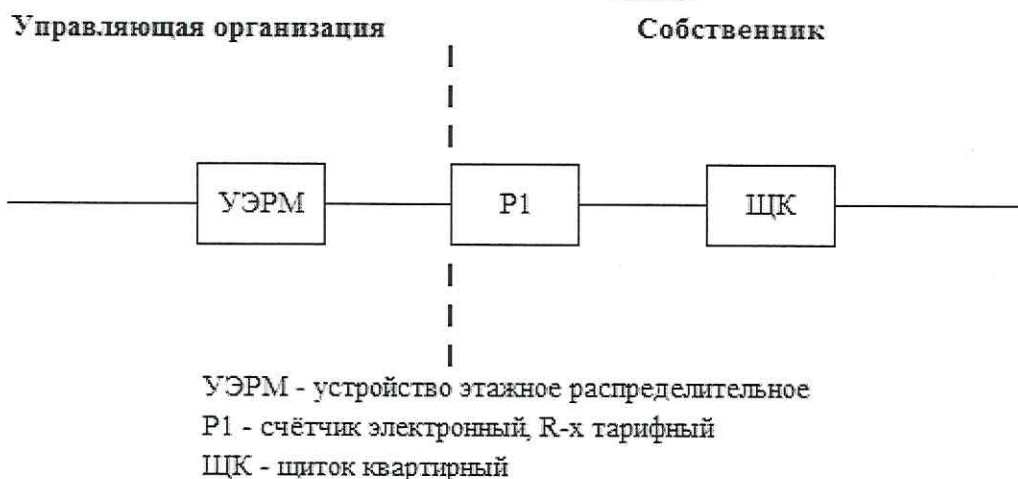 Управляющая организация
Собственник
УЭРМ
Р1
ЩК
УЭРМ - устройство этажное распределительное
Р1 - счётчик электронный, R-х тарифный
ЩК - щиток квартирный